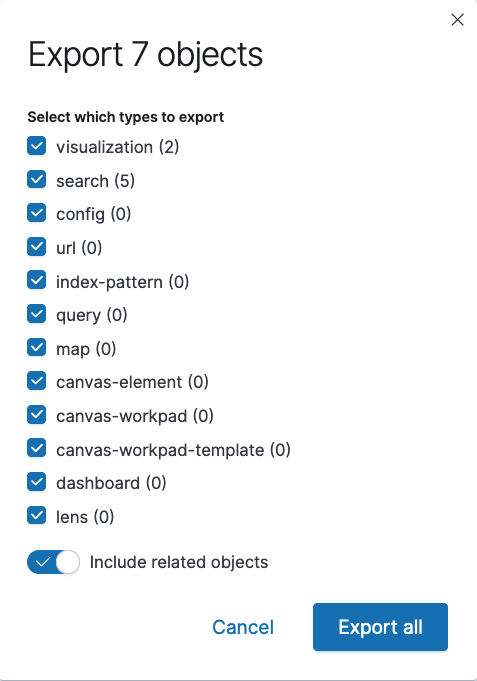 Export 7 objects
Select which types to export
visualization (2)
search (5)
config (0)
url (0)
index-pattern (0)
query (0)
map (0)
canvas-element (0)
canvas-workpad (0)
canvas-workpad-template (0)
dashboard (0)
lens (0)
Include related objects
Cancel Export all